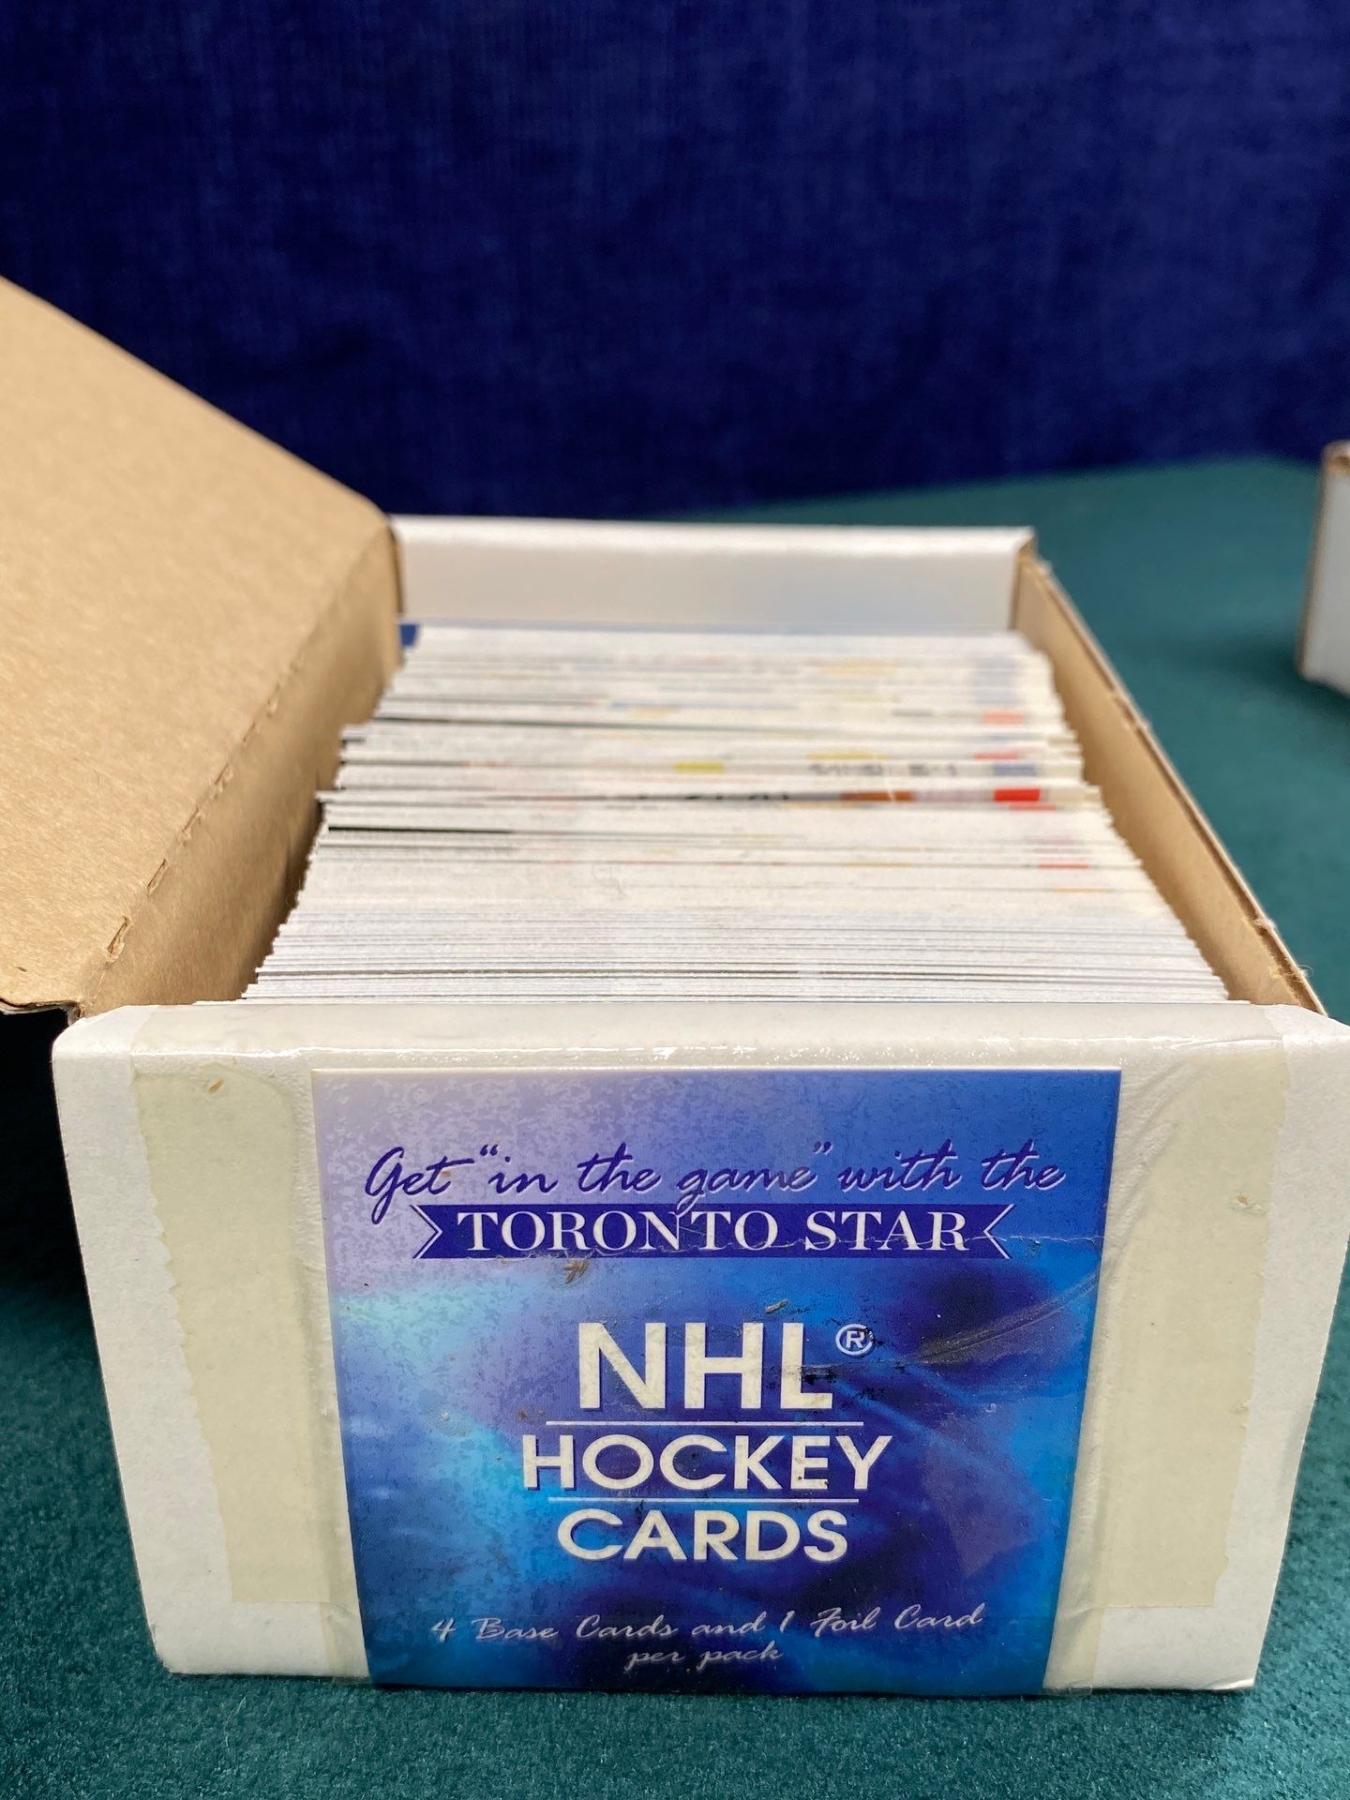 Get "in the game" with the
TORONTO STAR
NHL®
HOCKEY
CARDS
4 Base Cards and 1 Foil Card
per pack